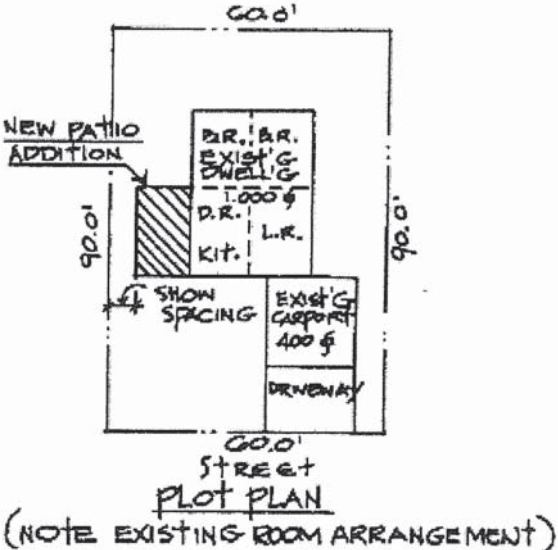 60.0'
NEW PATIO
ADDITION
B.R. B.R.
EXIST'G
DWELL'G
1.000 ϕ
D.R.
L.R.
KIT.
90.0'
90.0'
SHOW
SPACING
EXIST'G
CARPORT
400 ϕ
DRIVEWAY
60.0'
STREET
PLOT PLAN
(NOTE EXISTING ROOM ARRANGEMENT)